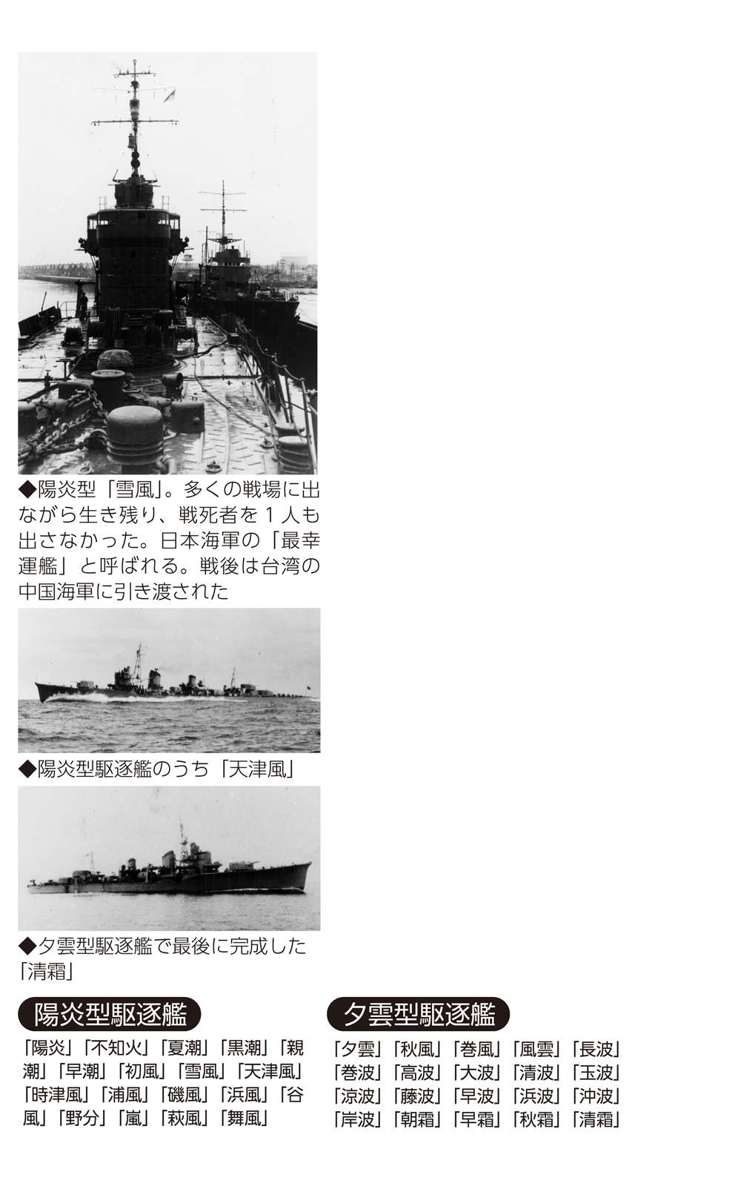 ◆陽炎型「雪風」。多くの戦場に出
ながら生き残り、戦死者を1人も
出さなかった。日本海軍の「最幸
運艦」と呼ばれる。戦後は台湾の
中国海軍に引き渡された
◆陽炎型駆逐艦のうち「天津風」
◆夕雲型駆逐艦で最後に完成した
「清霜」
陽炎型駆逐艦
「陽炎」「不知火」「夏潮」「黒潮」「親
潮」「早潮」「初風」「雪風」「天津風」
「時津風」「浦風」「磯風」「浜風」「谷
風」「野分」「嵐」「萩風」「舞風」
夕雲型駆逐艦
「夕雲」「秋風」「巻風」「風雲」「長波」
「巻波」「高波」「大波」「清波」「玉波」
「涼波」「藤波」「早波」「浜波」「沖波」
「岸波」「朝霜」「早霜」「秋霜」「清霜」